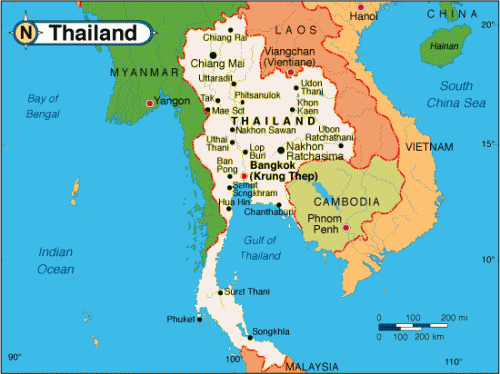 N Thailand
Chiang Rai
Hanoi
CHINA
20°
LAOS
Hainan
Chiang Mai
Viangchan
(Vientiane)
MYANMAR
Uttaradit
Udon
Thani
South
China Sea
Bay of
Bengal
Yangon
Tak
Phitsanulok
Khon
Kaen
Mae Sot
THAILAND
Nakhon Sawan
Ubon
Ratchathani
Uthai
Thani
Lop
Buri
Nakhon
Ratchasima
15°
VIETNAM
Ban
Pong
Bangkok
(Krung Thep)
Samut
Songkhram
CAMBODIA
Hua Hin
Chanthaburi
Phnom
Penh
Gulf of
Thailand
Indian
Ocean
10°
Surat Thani
Phuket
Songkhla
0 100 200 mi
0 100 200 km
90°
100°
MALAYSIA
110°